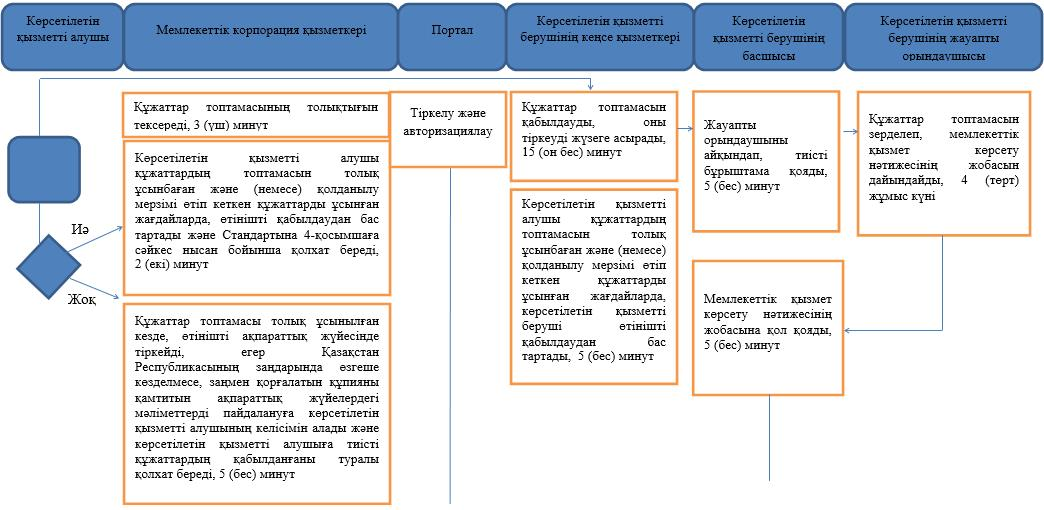 Көрсетілетін
қызметті алушы
Мемлекеттік корпорация қызметкері
Портал
Көрсетілетін қызметті
берушінің кеңсе қызметкері
Көрсетілетін
қызметті берушінің
басшысы
Көрсетілетін қызметті
берушінің жауапты
орындаушысы
Құжаттар топтамасының толықтығын
тексереді, 3 (үш) минут
Көрсетілетін қызметті алушы
құжаттардың топтамасын толық
ұсынбаған және (немесе) қолданылу
мерзімі өтіп кеткен құжаттарды ұсынған
жағдайларда, өтінішті қабылдаудан бас
тартады және Стандартына 4-қосымшаға
сәйкес нысан бойынша қолхат береді,
2 (екі) минут
Иә
Жоқ
Құжаттар топтамасы толық ұсынылған
кезде, өтінішті ақпараттық жүйесінде
тіркейді, егер Қазақстан
Республикасының заңдарында өзгеше
көзделмесе, заңмен қорғалатын құпияны
қамтитын ақпараттық жүйелердегі
мәліметтерді пайдалануға көрсетілетін
қызметті алушының келісімін алады және
көрсетілетін қызметті алушыға тиісті
құжаттардың қабылданғаны туралы
қолхат береді, 5 (бес) минут
Тіркелу және
авторизациялау
Құжаттар топтамасын
қабылдауды, оны
тіркеуді жүзеге асырады,
15 (он бес) минут
Көрсетілетін қызметті
алушы құжаттардың
топтамасын толық
ұсынбаған және (немесе)
қолданылу мерзімі өтіп
кеткен құжаттарды
ұсынған жағдайларда,
көрсетілетін қызметті
беруші өтінішті
қабылдаудан бас
тартады, 5 (бес) минут
Жауапты
орындаушыны
айқындап, тиісті
бұрыштама қояды,
5 (бес) минут
Мемлекеттік қызмет
көрсету нәтижесінің
жобасына қол қояды,
5 (бес) минут
Құжаттар топтамасын
зерделеп, мемлекеттік
қызмет көрсету
нәтижесінің жобасын
дайындайды, 4 (төрт)
жұмыс күні